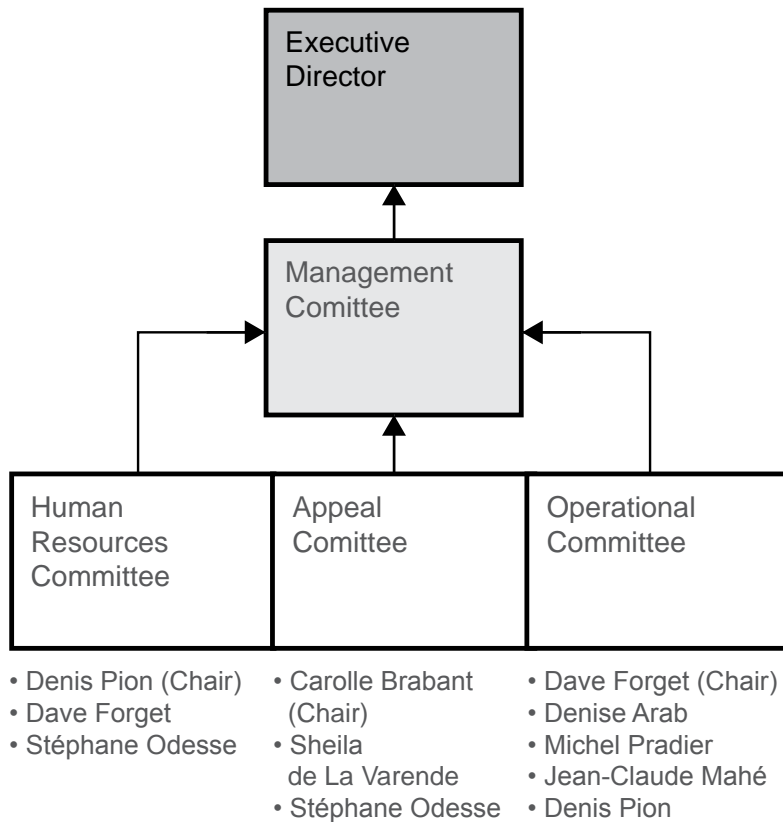 Executive
Director
Management
Comittee
Human
Resources
Committee
Appeal
Comittee
Operational
Committee
• Denis Pion (Chair)
• Dave Forget
• Stéphane Odesse
• Carolle Brabant
(Chair)
• Sheila
de La Varende
• Stéphane Odesse
• Dave Forget (Chair)
• Denise Arab
• Michel Pradier
• Jean-Claude Mahé
• Denis Pion